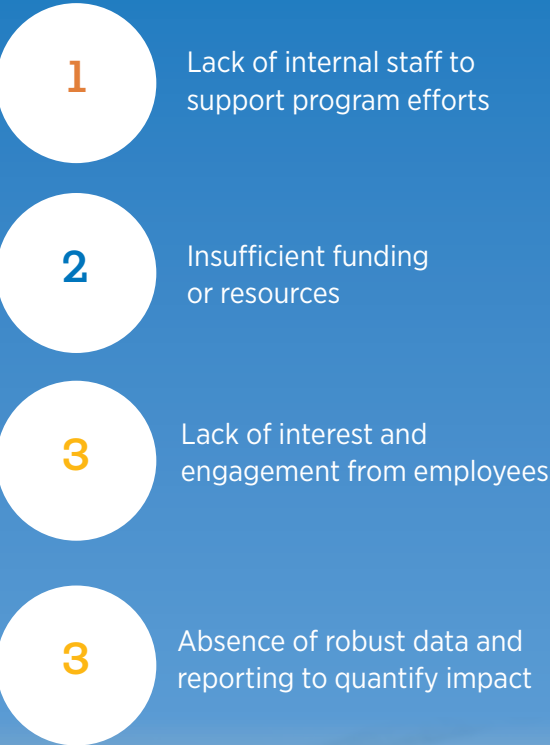 1
Lack of internal staff to
support program efforts
2
Insufficient funding
or resources
3
Lack of interest and
engagement from employees
3
Absence of robust data and
reporting to quantify impact